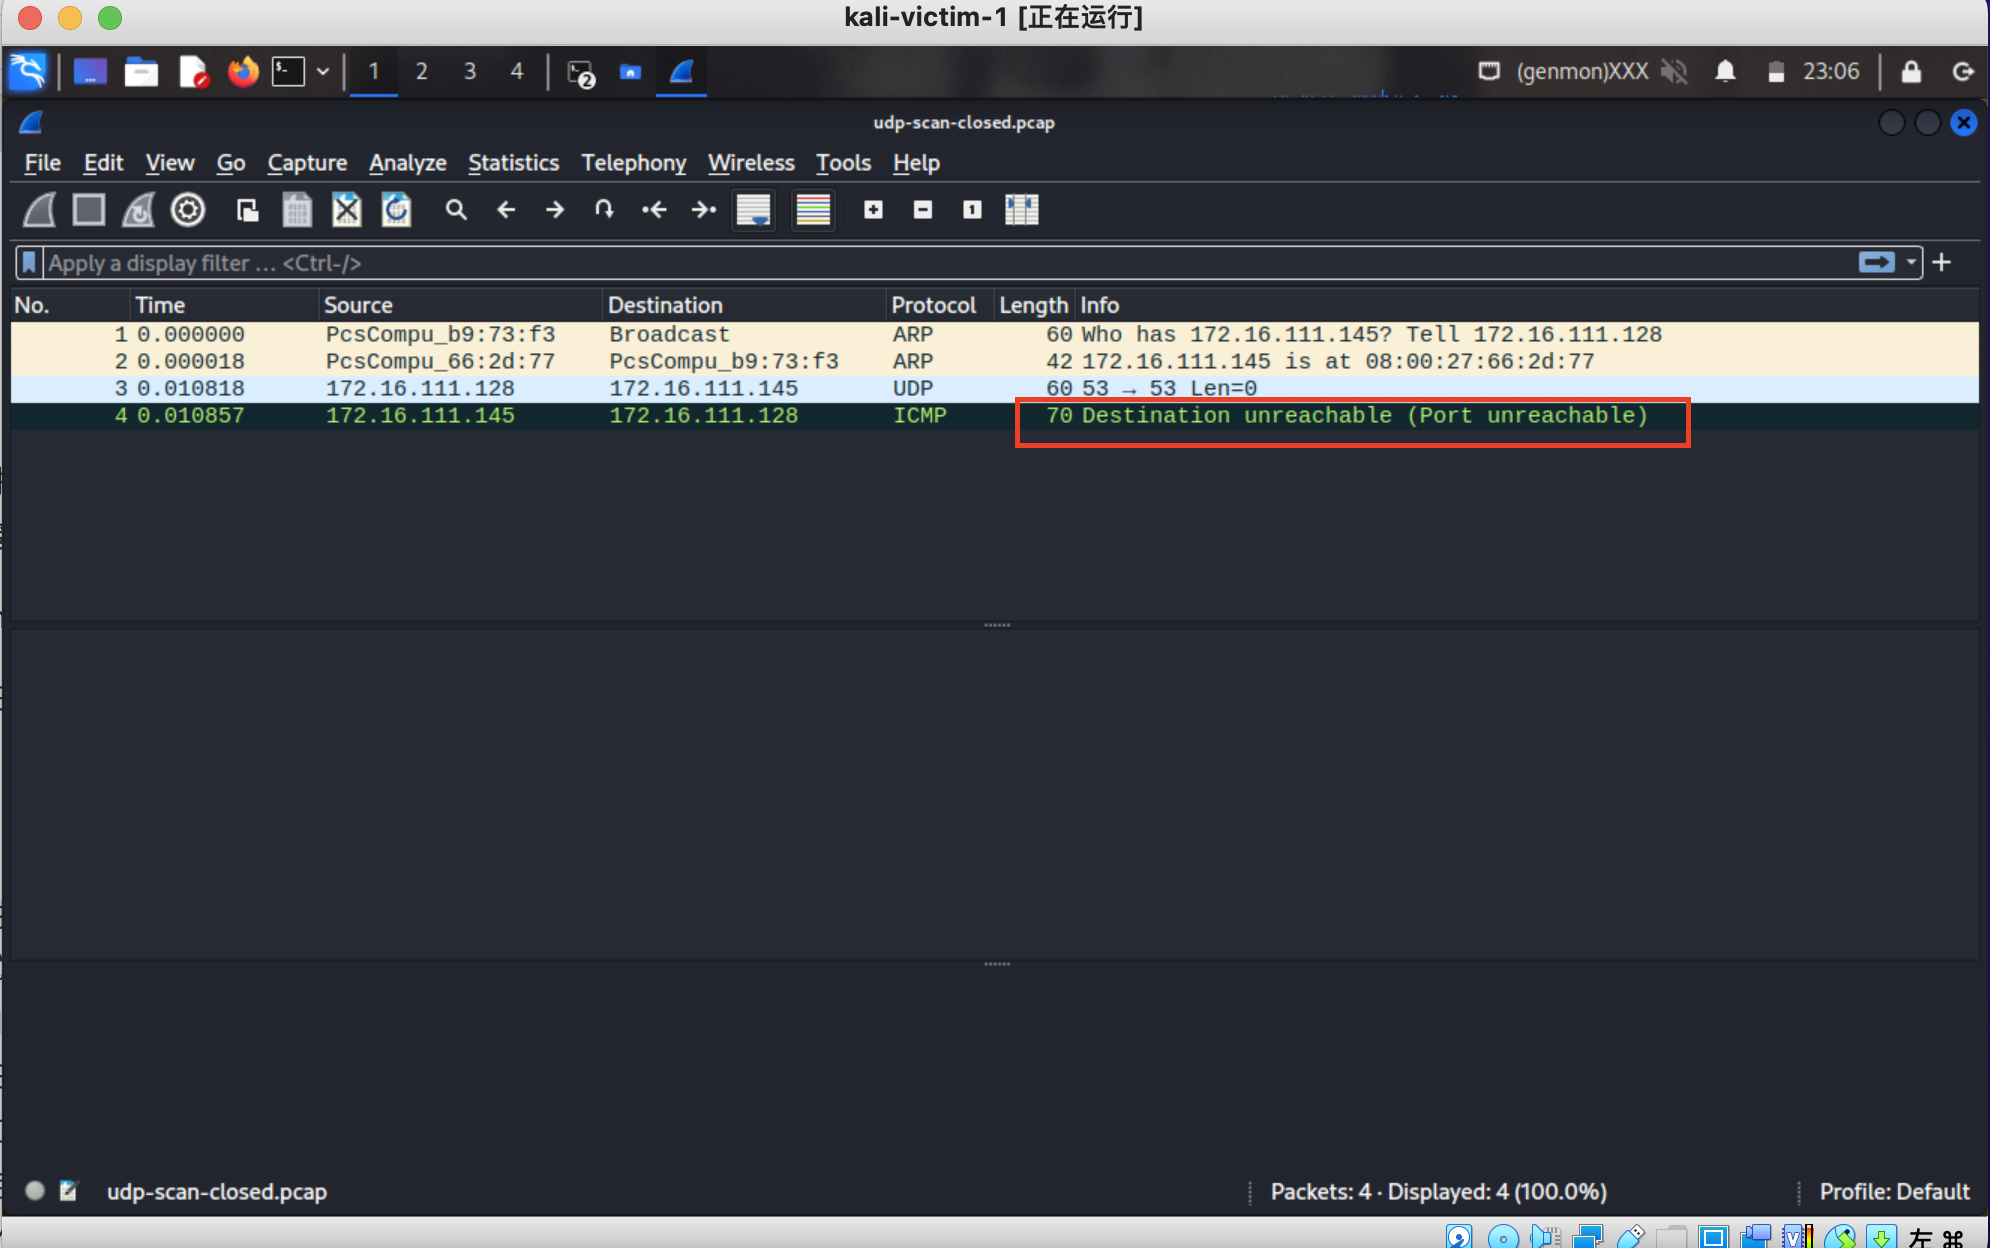 kali-victim-1 [正在运行]
1 2 3 4 2 (genmon)XXX 23:06
udp-scan-closed.pcap
File Edit View Go Capture Analyze Statistics Telephony Wireless Tools Help
Apply a display filter … <Ctrl-/>
No. Time Source Destination Protocol Length Info
1 0.000000 PcsCompu_b9:73:f3 Broadcast ARP 60 Who has 172.16.111.145? Tell 172.16.111.128
2 0.000018 PcsCompu_66:2d:77 PcsCompu_b9:73:f3 ARP 42 172.16.111.145 is at 08:00:27:66:2d:77
3 0.010818 172.16.111.128 172.16.111.145 UDP 60 53 → 53 Len=0
4 0.010857 172.16.111.145 172.16.111.128 ICMP 70 Destination unreachable (Port unreachable)
udp-scan-closed.pcap Packets: 4 · Displayed: 4 (100.0%) Profile: Default
左 ⌘